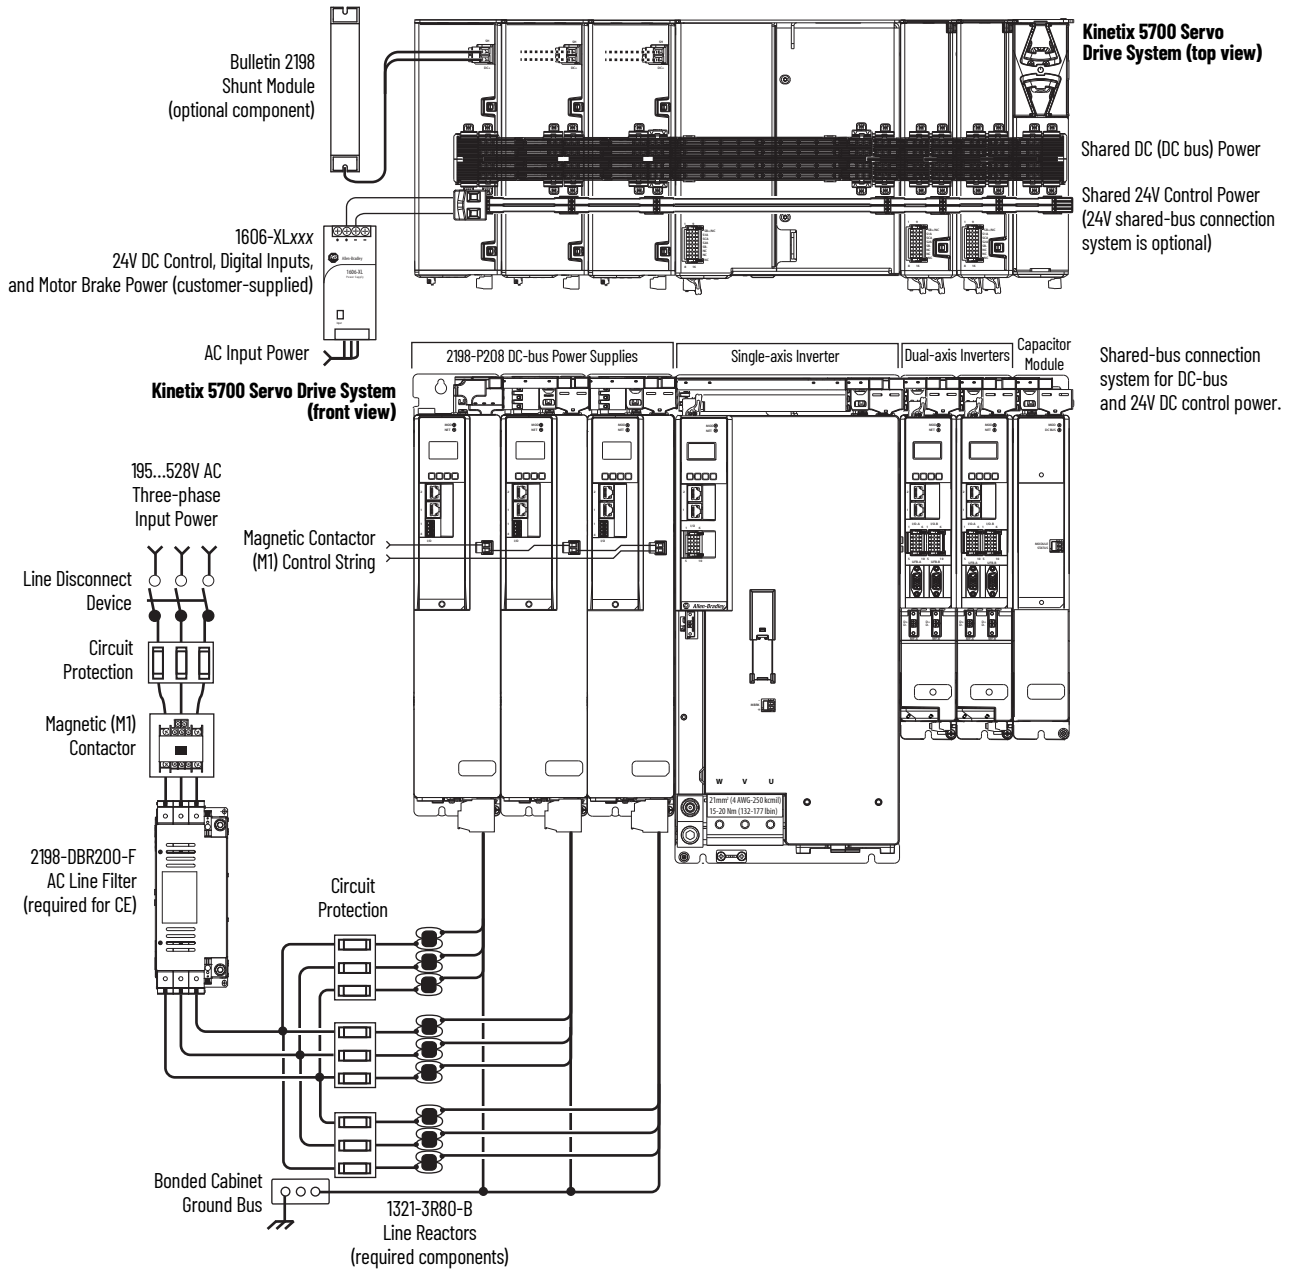 Bulletin 2198
Shunt Module
(optional component)
Kinetix 5700 Servo
Drive System (top view)
Shared DC (DC bus) Power
Shared 24V Control Power
(24V shared-bus connection
system is optional)
1606-XLxxx
24V DC Control, Digital Inputs,
and Motor Brake Power (customer-supplied)
Allen-Bradley
1606-XL
AC Input Power
2198-P208 DC-bus Power Supplies
Single-axis Inverter
Dual-axis Inverters
Capacitor
Module
Shared-bus connection
system for DC-bus
and 24V DC control power.
Kinetix 5700 Servo Drive System
(front view)
195...528V AC
Three-phase
Input Power
Magnetic Contactor
(M1) Control String
Line Disconnect
Device
Allen-Bradley
Circuit
Protection
Magnetic (M1)
Contactor
W V U
21mm² (4 AWG-250 kcmil)
15-20 Nm (132-177 lbin)
2198-DBR200-F
AC Line Filter
(required for CE)
Circuit
Protection
Bonded Cabinet
Ground Bus
1321-3R80-B
Line Reactors
(required components)